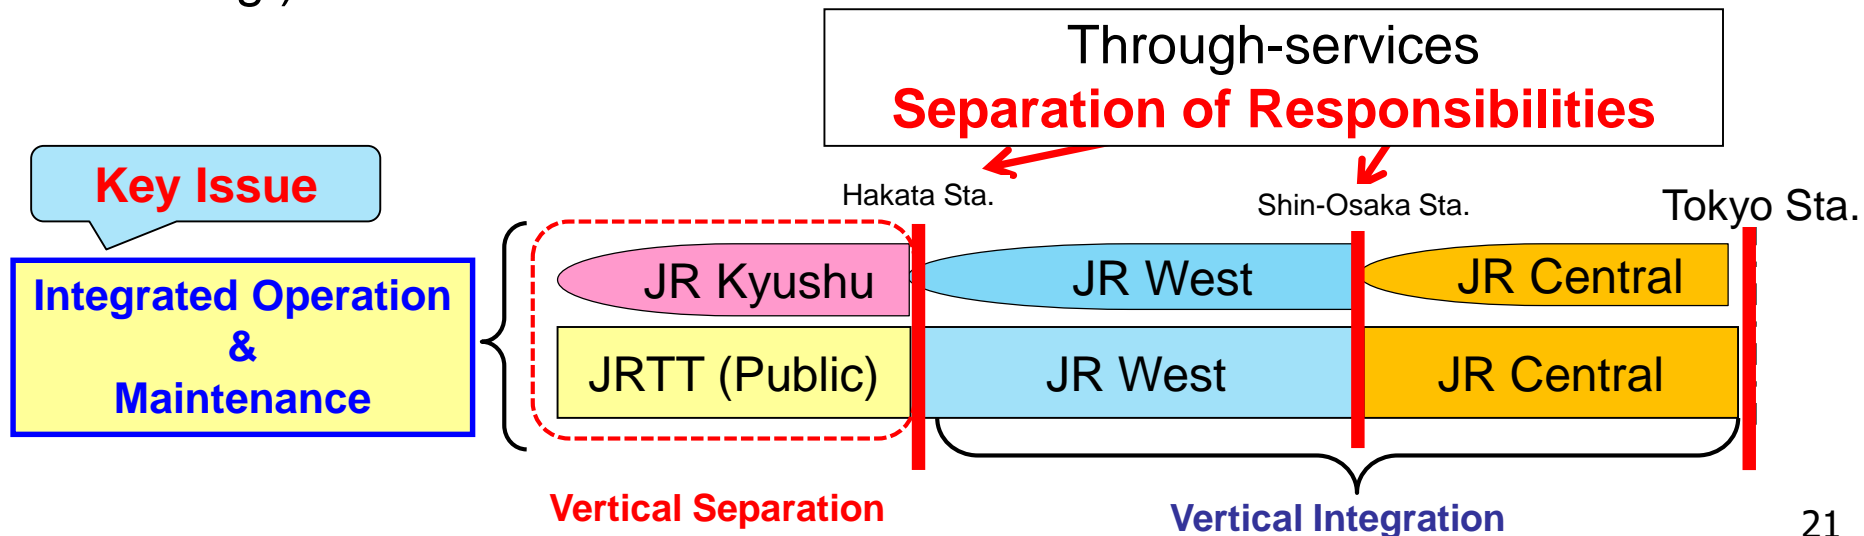 Through-services
Separation of Responsibilities
Key Issue
Hakata Sta.
Shin-Osaka Sta.
Tokyo Sta.
Integrated Operation
&
Maintenance
JR Kyushu
JR West
JR Central
JRTT (Public)
JR West
JR Central
Vertical Separation
Vertical Integration
21